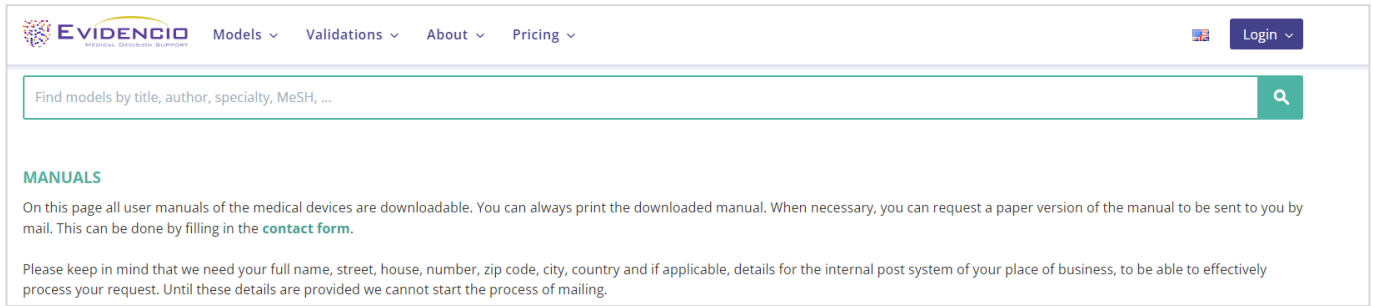 EVIDENCIO
MEDICAL DECISION SUPPORT
Models
Validations
About
Pricing
Login
Find models by title, author, specialty, MeSH, ...
MANUALS
On this page all user manuals of the medical devices are downloadable. You can always print the downloaded manual. When necessary, you can request a paper version of the manual to be sent to you by
mail. This can be done by filling in the contact form.
Please keep in mind that we need your full name, street, house, number, zip code, city, country and if applicable, details for the internal post system of your place of business, to be able to effectively
process your request. Until these details are provided we cannot start the process of mailing.